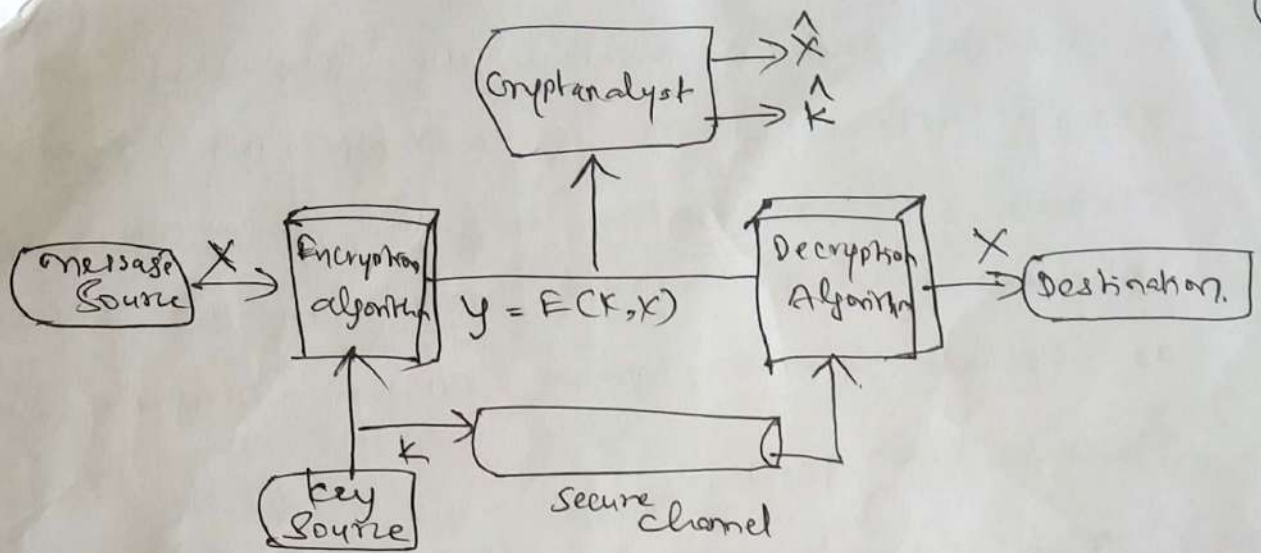 X̂
Cryptanalyst
K̂
Message
Source
X
Encryption
algorithm
Y = E(K,X)
Decryption
Algorithm
X
Destination.
K
Key
Source
Secure
Channel